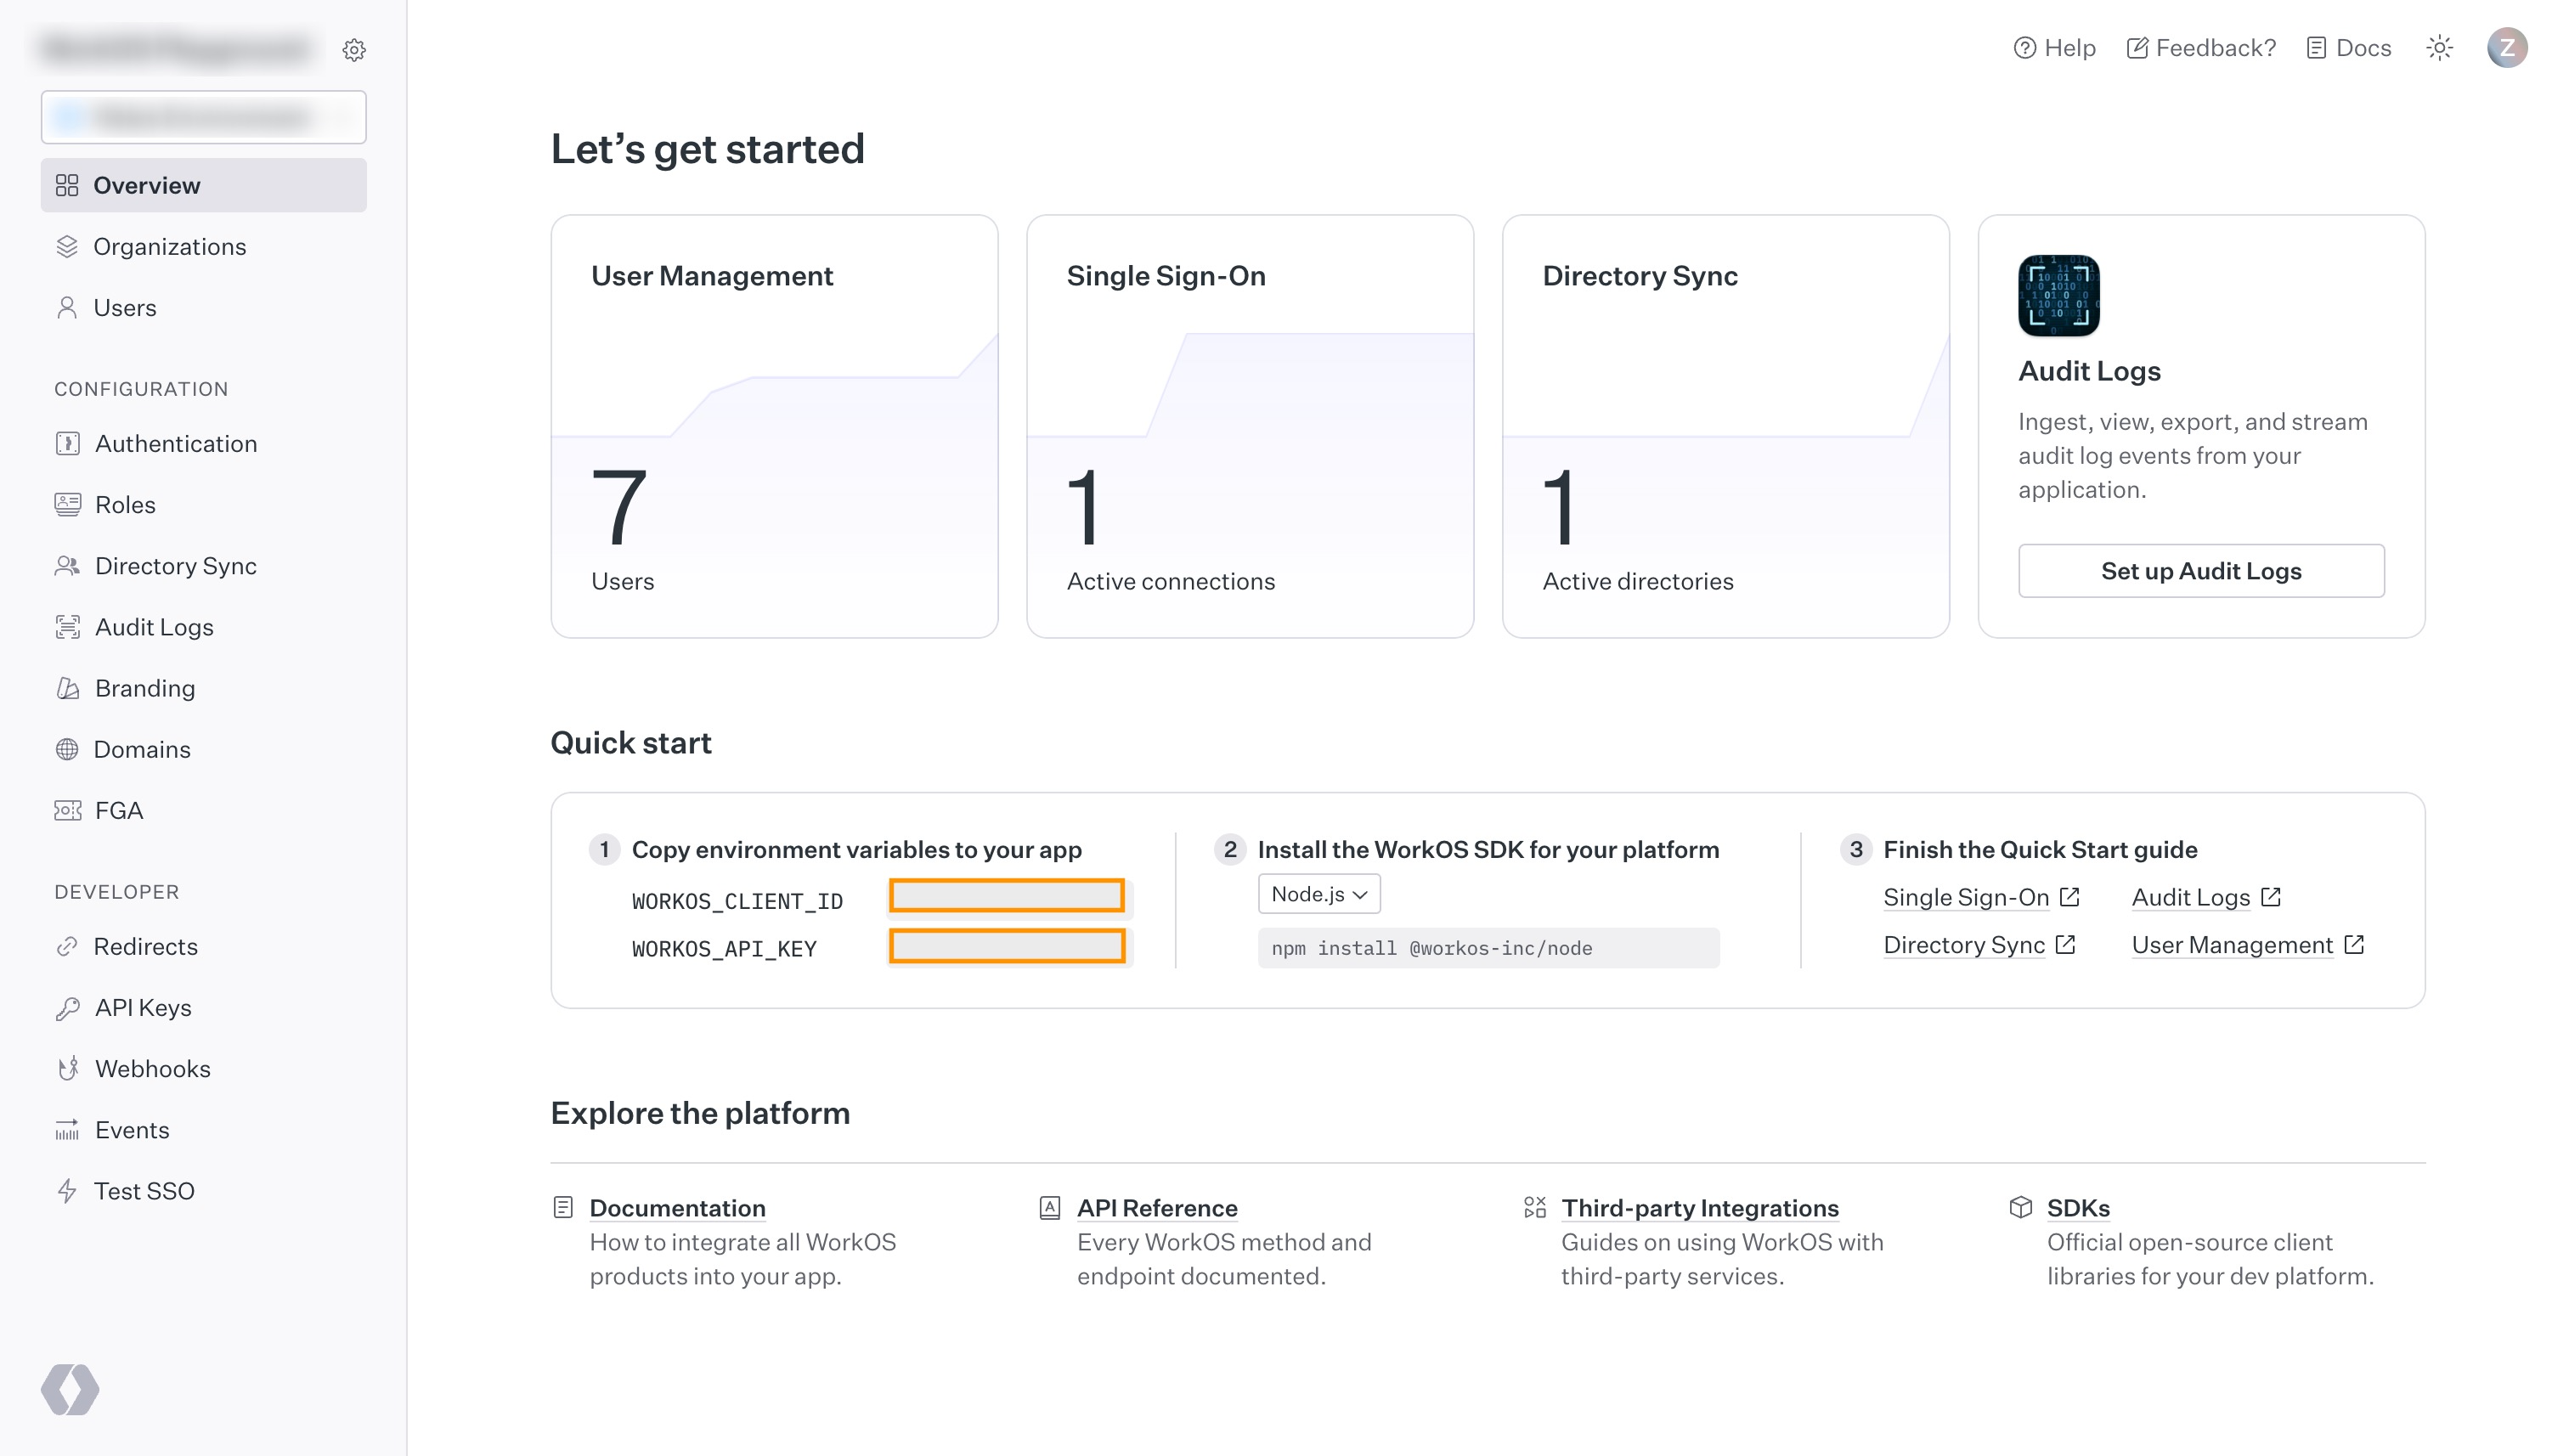 Help
Feedback?
Docs
Z
Overview
Organizations
Users
CONFIGURATION
Authentication
Roles
Directory Sync
Audit Logs
Branding
Domains
FGA
DEVELOPER
Redirects
API Keys
Webhooks
Events
Test SSO
Let’s get started
User Management
7
Users
Single Sign-On
1
Active connections
Directory Sync
1
Active directories
Audit Logs
Ingest, view, export, and stream
audit log events from your
application.
Set up Audit Logs
Quick start
1 Copy environment variables to your app
WORKOS_CLIENT_ID
WORKOS_API_KEY
2 Install the WorkOS SDK for your platform
Node.js
npm install @workos-inc/node
3 Finish the Quick Start guide
Single Sign-On
Audit Logs
Directory Sync
User Management
Explore the platform
Documentation
How to integrate all WorkOS
products into your app.
API Reference
Every WorkOS method and
endpoint documented.
Third-party Integrations
Guides on using WorkOS with
third-party services.
SDKs
Official open-source client
libraries for your dev platform.